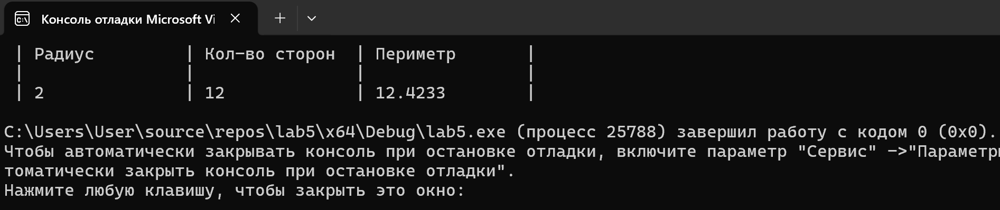 Консоль отладки Microsoft Vi
| Радиус | Кол-во сторон | Периметр |
| | | |
| 2 | 12 | 12.4233 |
C:\Users\User\source\repos\lab5\x64\Debug\lab5.exe (процесс 25788) завершил работу с кодом 0 (0x0).
Чтобы автоматически закрывать консоль при остановке отладки, включите параметр "Сервис" ->"Параметры
томатически закрыть консоль при остановке отладки".
Нажмите любую клавишу, чтобы закрыть это окно: